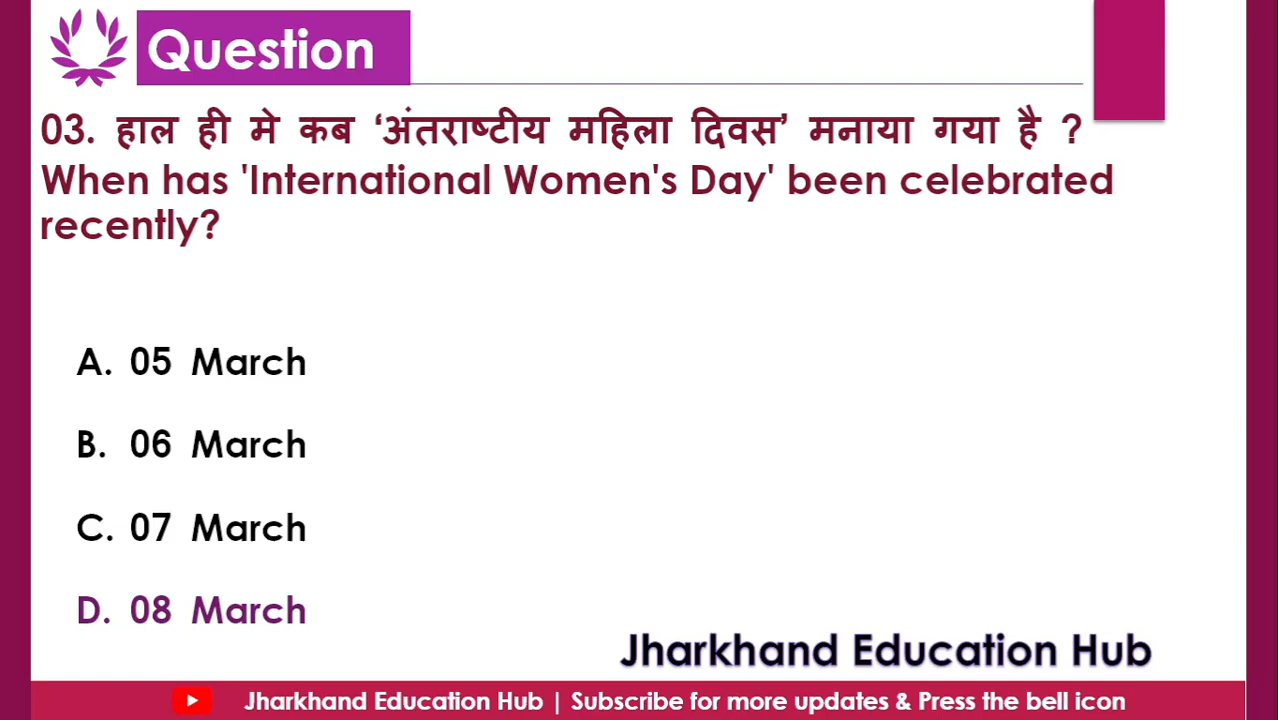 Question
03. हाल ही मे कब ‘अंतराष्टीय महिला दिवस’ मनाया गया है ?
When has 'International Women's Day' been celebrated
recently?
A. 05 March
B. 06 March
C. 07 March
D. 08 March
Jharkhand Education Hub
Jharkhand Education Hub | Subscribe for more updates & Press the bell icon